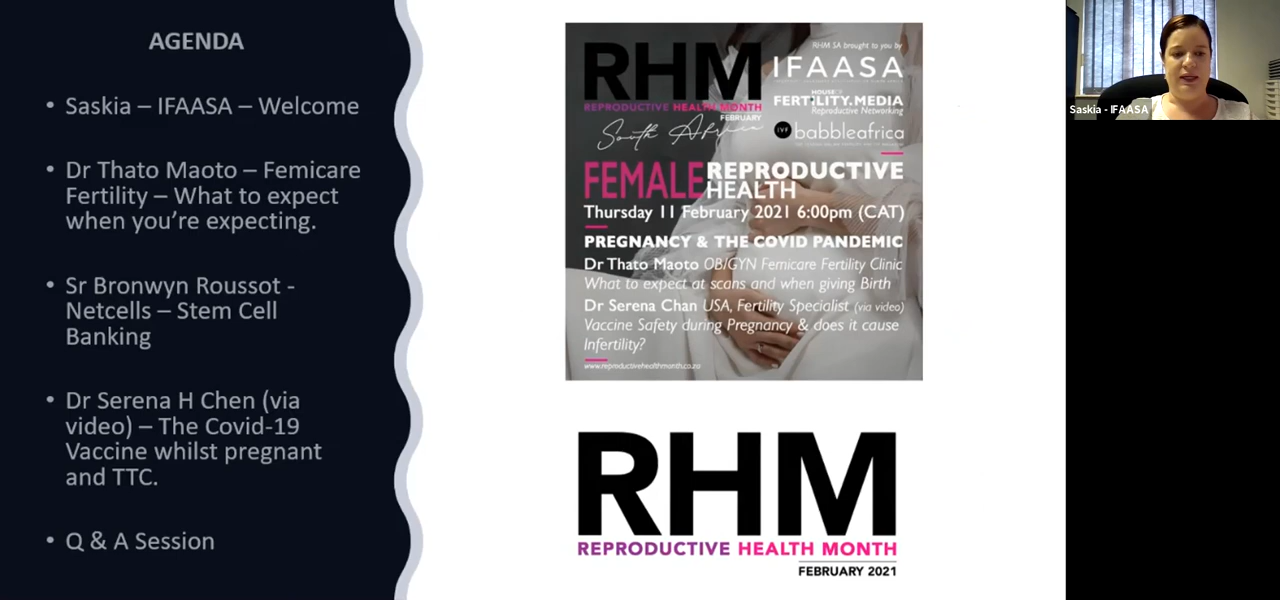 AGENDA
• Saskia – IFAASA – Welcome
• Dr Thato Maoto – Femicare
Fertility – What to expect
when you're expecting.
• Sr Bronwyn Roussot -
Netcells – Stem Cell
Banking
• Dr Serena H Chen (via
video) – The Covid-19
Vaccine whilst pregnant
and TTC.
• Q & A Session
RHM
REPRODUCTIVE HEALTH MONTH
FEBRUARY
South Africa
RHM SA brought to you by
IFAASA
HOUSE OF
FERTILITY.MEDIA
Reproductive Networking
IVF babbleafrica
FEMALE REPRODUCTIVE
HEALTH
Thursday 11 February 2021 6:00pm (CAT)
PREGNANCY & THE COVID PANDEMIC
Dr Thato Maoto OB/GYN Femicare Fertility Clinic
What to expect at scans and when giving Birth
Dr Serena Chan USA, Fertility Specialist (via video)
Vaccine Safety during Pregnancy & does it cause
Infertility?
www.reproductivehealthmonth.co.za
RHM
REPRODUCTIVE HEALTH MONTH
FEBRUARY 2021
Saskia - IFAASA